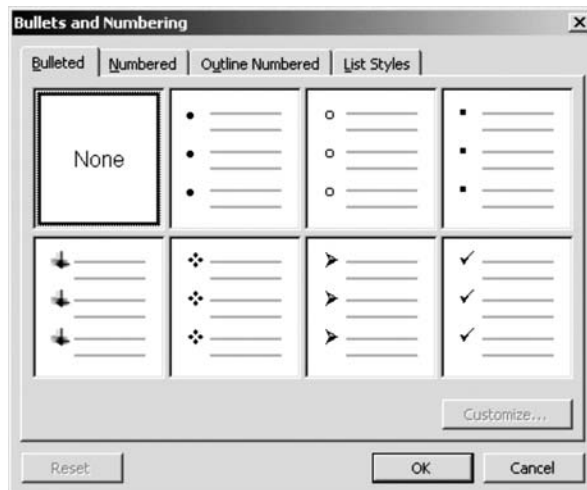 Bullets and Numbering
Bulleted Numbered Outline Numbered List Styles
None
Customize...
Reset OK Cancel